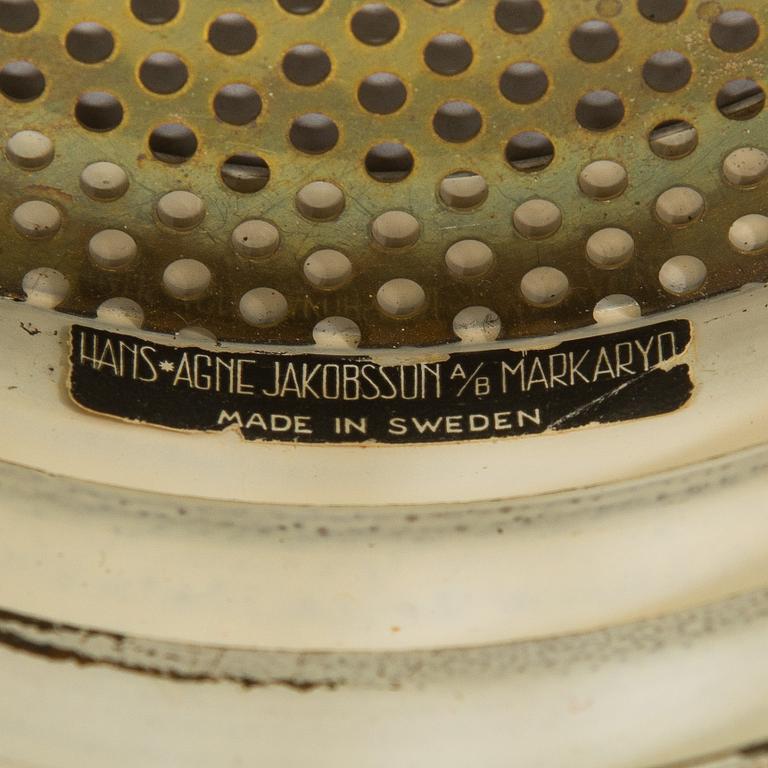 HANS*AGNE JAKOBSSON A/B MARKARYD
MADE IN SWEDEN